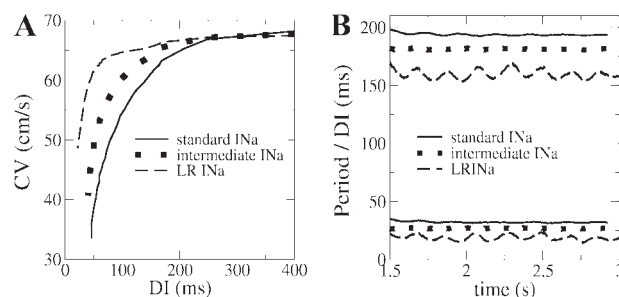 A
CV (cm/s)
70
60
50
40
30
0 100 200 300 400
DI (ms)
standard INa
intermediate INa
LR INa
B
Period / DI (ms)
200
150
100
50
0
1.5 2 2.5 3
time (s)
standard INa
intermediate INa
LRINa